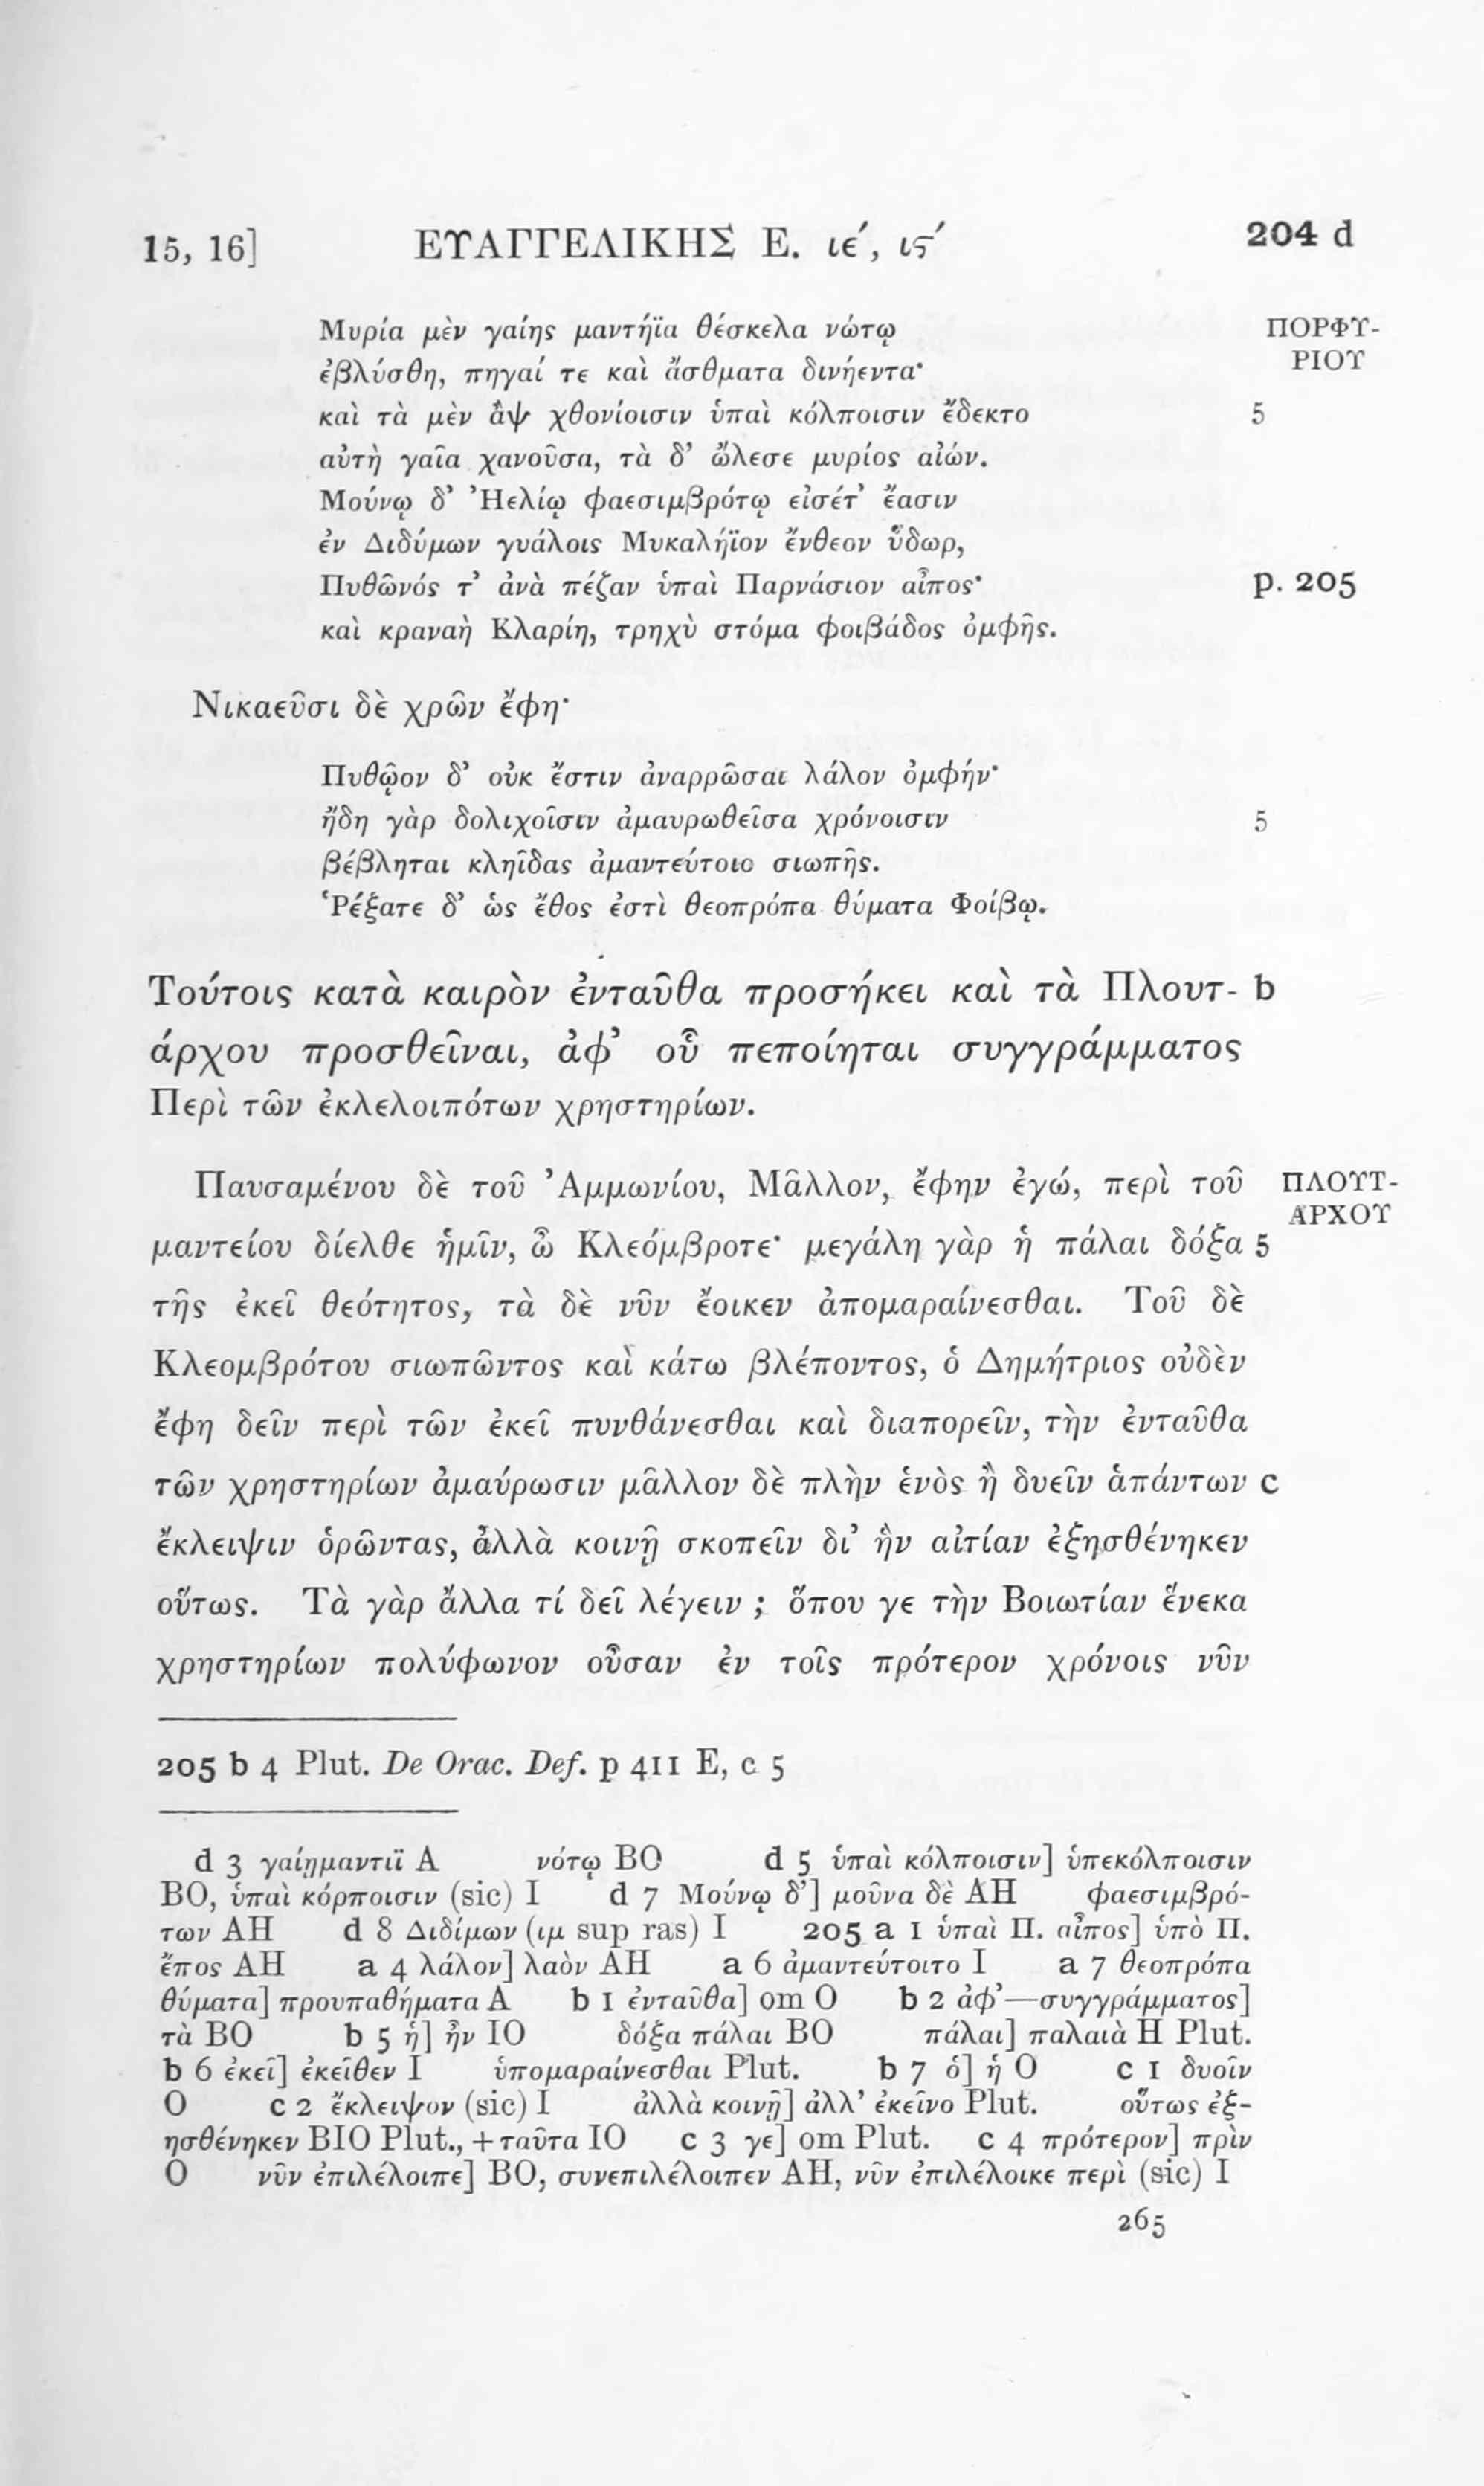 15, 16] ΕΥΑΓΓΕΛΙΚΗΣ Ε. ιε΄, ιϛ΄ 204 d
Μυρία μὲν γαίης μαντήϊα θέσκελα νώτῳ ΠΟΡΦΥ-
ἐβλύσθη, πηγαί τε καὶ ἄσθματα δινήεντα· ΡΙΟΥ
καὶ τὰ μὲν ἂψ χθονίοισιν ὑπαὶ κόλποισιν ἔδεκτο 5
αὐτὴ γαῖα χανοῦσα, τὰ δ’ ὤλεσε μυρίος αἰών.
Μούνῳ δ’ Ἠελίῳ φαεσιμβρότῳ εἰσέτ’ ἔασιν
ἐν Διδύμων γυάλοις Μυκαλήϊον ἔνθεον ὕδωρ,
Πυθῶνός τ’ ἀνὰ πέζαν ὑπαὶ Παρνάσιον αἶπος· p. 205
καὶ κραναὴ Κλαρίη, τρηχὺ στόμα φοιβάδος ὀμφῆς.
Νικαεῦσι δὲ χρῶν ἔφη·
Πυθῷον δ’ οὐκ ἔστιν ἀναρρῶσαι λάλον ὀμφήν·
ἤδη γὰρ δολιχοῖσιν ἀμαυρωθεῖσα χρόνοισιν 5
βέβληται κληῖδας ἀμαντεύτοιο σιωπῆς.
Ῥέξατε δ’ ὡς ἔθος ἐστὶ θεοπρόπα θύματα Φοίβῳ.
Τούτοις κατὰ καιρὸν ἐνταῦθα προσήκει καὶ τὰ Πλουτ- b
άρχου προσθεῖναι, ἀφ’ οὗ πεποίηται συγγράμματος
Περὶ τῶν ἐκλελοιπότων χρηστηρίων.
Παυσαμένου δὲ τοῦ Ἀμμωνίου, Μᾶλλον, ἔφην ἐγώ, περὶ τοῦ ΠΛΟΥΤ-
ΑΡΧΟΥ
μαντείου δίελθε ἡμῖν, ὦ Κλεόμβροτε· μεγάλη γὰρ ἡ πάλαι δόξα 5
τῆς ἐκεῖ θεότητος, τὰ δὲ νῦν ἔοικεν ἀπομαραίνεσθαι. Τοῦ δὲ
Κλεομβρότου σιωπῶντος καὶ κάτω βλέποντος, ὁ Δημήτριος οὐδὲν
ἔφη δεῖν περὶ τῶν ἐκεῖ πυνθάνεσθαι καὶ διαπορεῖν, τὴν ἐνταῦθα
τῶν χρηστηρίων ἀμαύρωσιν μᾶλλον δὲ πλὴν ἑνὸς ἢ δυεῖν ἁπάντων c
ἔκλειψιν ὁρῶντας, ἀλλὰ κοινῇ σκοπεῖν δι’ ἣν αἰτίαν ἐξησθένηκεν
οὕτως. Τὰ γὰρ ἄλλα τί δεῖ λέγειν ; ὅπου γε τὴν Βοιωτίαν ἕνεκα
χρηστηρίων πολύφωνον οὖσαν ἐν τοῖς πρότερον χρόνοις νῦν
205 b 4 Plut. De Orac. Def. p 411 E, c 5
d 3 γαίῃμαντιϊ A νότῳ BO d 5 ὑπαὶ κόλποισιν] ὑπεκόλποισιν
BO, ὑπαὶ κόρποισιν (sic) I d 7 Μούνῳ δ’] μοῦνα δὲ AH φαεσιμβρό-
των AH d 8 Διδίμων (ιμ sup ras) I 205 a 1 ὑπαὶ Π. αἶπος] ὑπὸ Π.
ἔπος AH a 4 λάλον] λαὸν AH a 6 ἀμαντεύτοιτο I a 7 θεοπρόπα
θύματα] προυπαθήματα A b 1 ἐνταῦθα] om O b 2 ἀφ’—συγγράμματος]
τὰ BO b 5 ἡ] ἦν IO δόξα πάλαι BO πάλαι] παλαιὰ H Plut.
b 6 ἐκεῖ] ἐκεῖθεν I ὑπομαραίνεσθαι Plut. b 7 ὁ] ἡ O c 1 δυοῖν
O c 2 ἔκλειψον (sic) I ἀλλὰ κοινῇ] ἀλλ’ ἐκεῖνο Plut. οὕτως ἐξ-
ησθένηκεν BIO Plut., + ταῦτα IO c 3 γε] om Plut. c 4 πρότερον] πρὶν
O νῦν ἐπιλέλοιπε] BO, συνεπιλέλοιπεν AH, νῦν ἐπιλέλοικε περὶ (sic) I
265